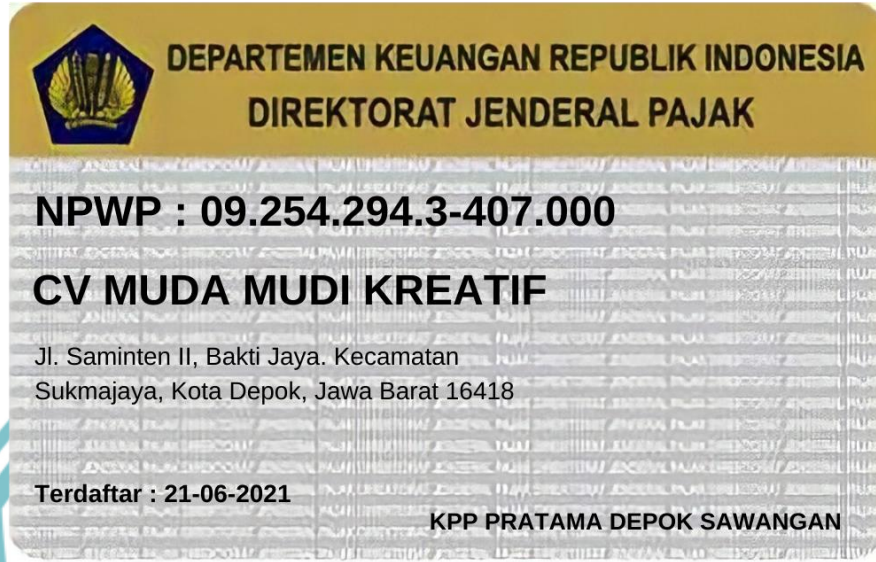 DEPARTEMEN KEUANGAN REPUBLIK INDONESIA
DIREKTORAT JENDERAL PAJAK
NPWP : 09.254.294.3-407.000
CV MUDA MUDI KREATIF
Jl. Saminten II, Bakti Jaya. Kecamatan
Sukmajaya, Kota Depok, Jawa Barat 16418
Terdaftar : 21-06-2021
KPP PRATAMA DEPOK SAWANGAN